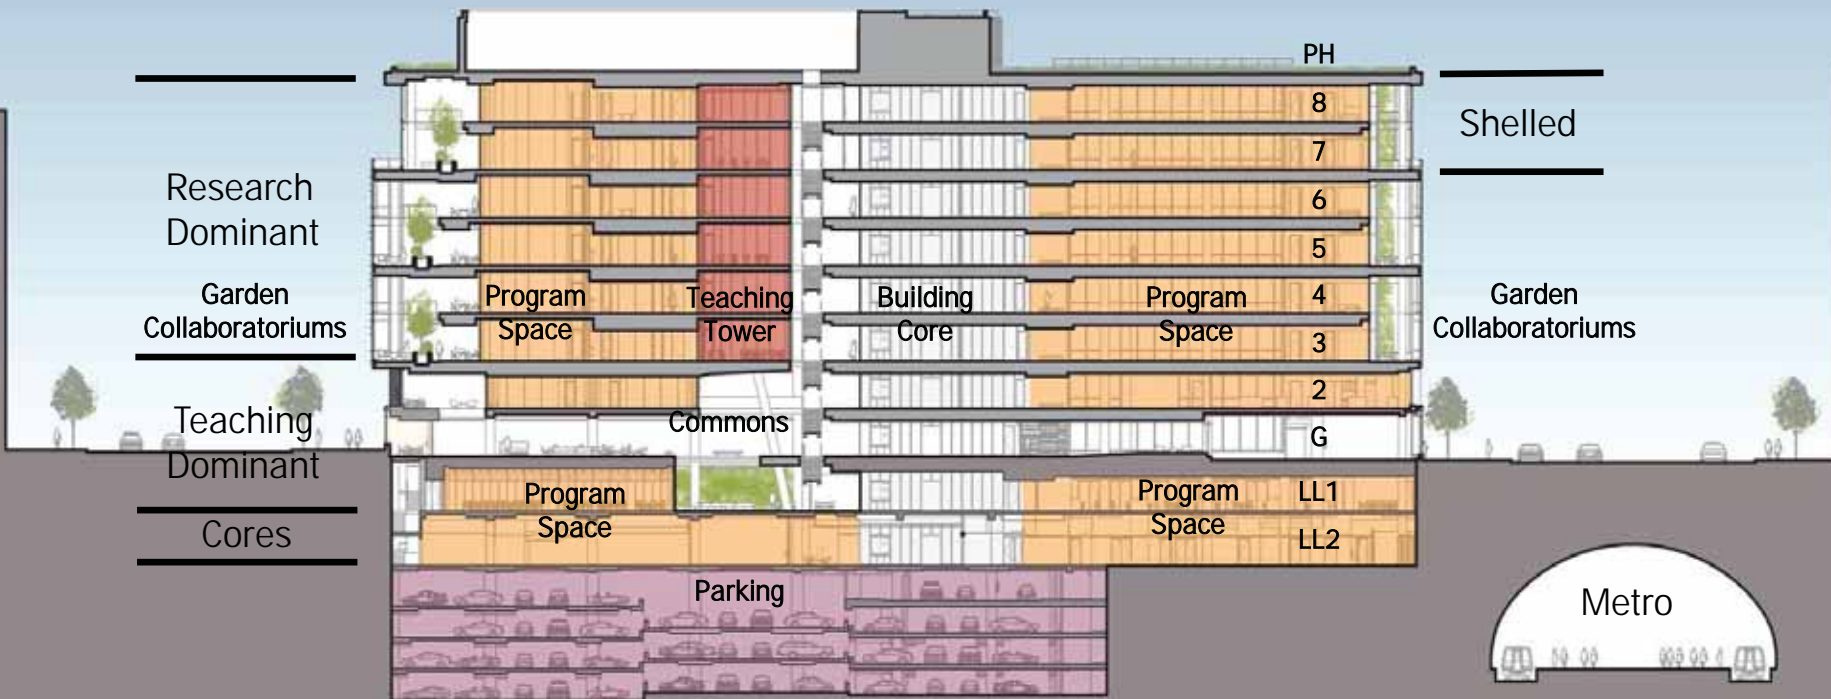 PH
8
7
6
5
4
3
2
G
LL1
LL2
Shelled
Research
Dominant
Garden
Collaboratoriums
Program
Space
Teaching
Tower
Building
Core
Program
Space
Garden
Collaboratoriums
Teaching
Dominant
Commons
Program
Space
Program
Space
Cores
Parking
Metro